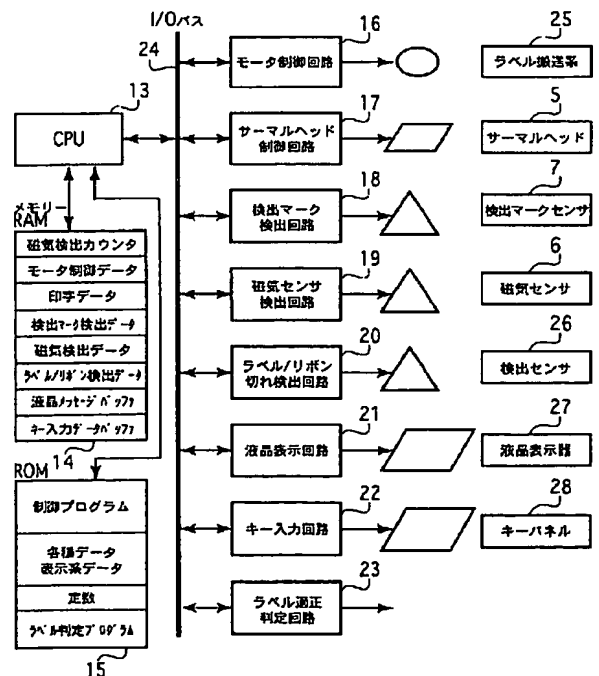 I/Oバス
24
16
モータ制御回路
25
ラベル搬送系
13
CPU
17
サーマルヘッド
制御回路
5
サーマルヘッド
18
検出マーク
検出回路
7
検出マークセンサ
メモリー
RAM
磁気検出カウンタ
モータ制御データ
印字データ
検出マーク検出データ
磁気検出データ
ラベル/リボン検出データ
液晶メッセージバッファ
キー入力データバッファ
14
19
磁気センサ
検出回路
6
磁気センサ
20
ラベル/リボン
切れ検出回路
26
検出センサ
21
液晶表示回路
27
液晶表示器
ROM
制御プログラム
各種データ
表示系データ
定数
ラベル判定プログラム
15
22
キー入力回路
28
キーパネル
23
ラベル適正
判定回路